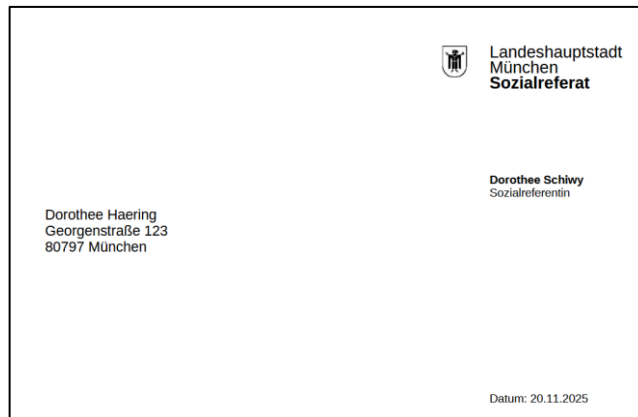 Landeshauptstadt
München
Sozialreferat
Dorothee Schiwy
Sozialreferentin
Dorothee Haering
Georgenstraße 123
80797 München
Datum: 20.11.2025